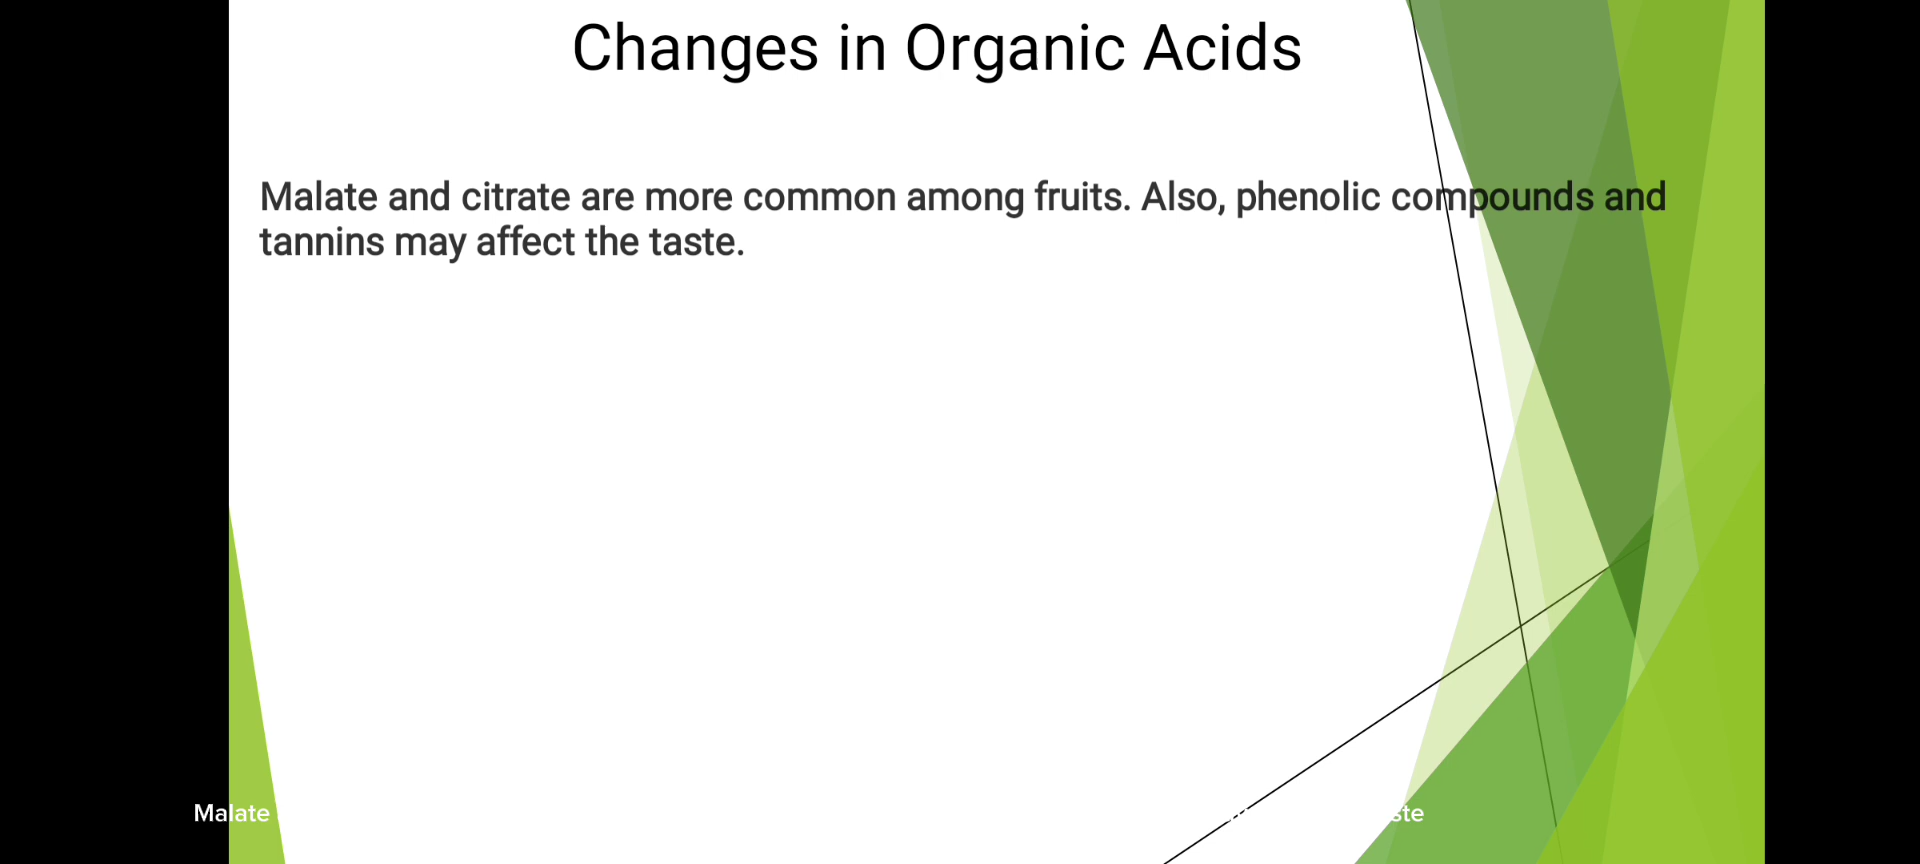 Changes in Organic Acids
Malate and citrate are more common among fruits. Also, phenolic compounds and
tannins may affect the taste.
Malate